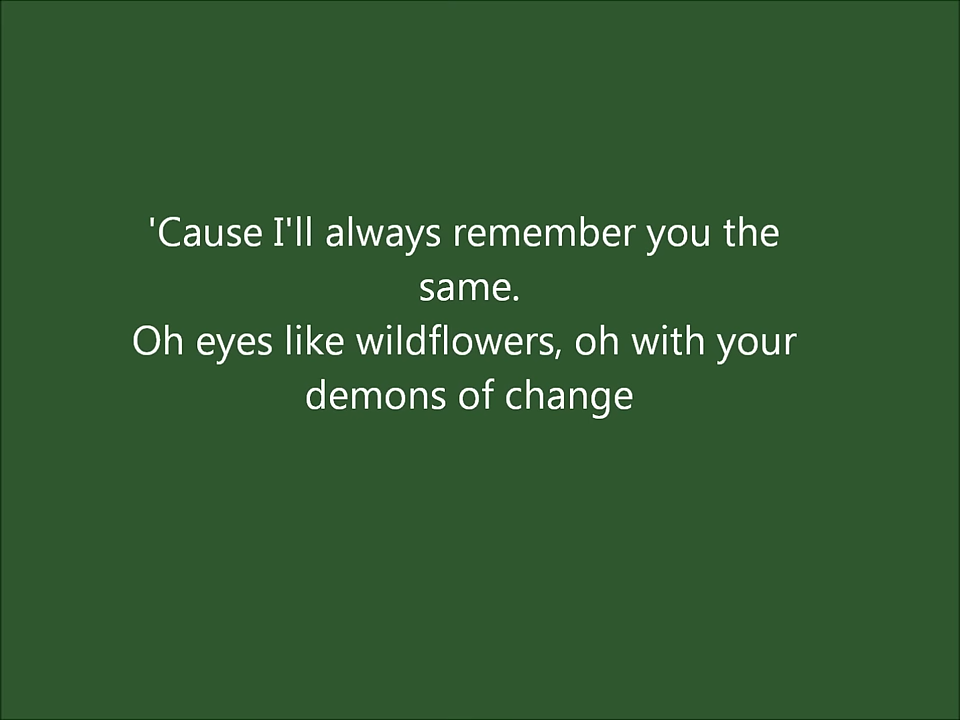 'Cause I'll always remember you the
same.
Oh eyes like wildflowers, oh with your
demons of change